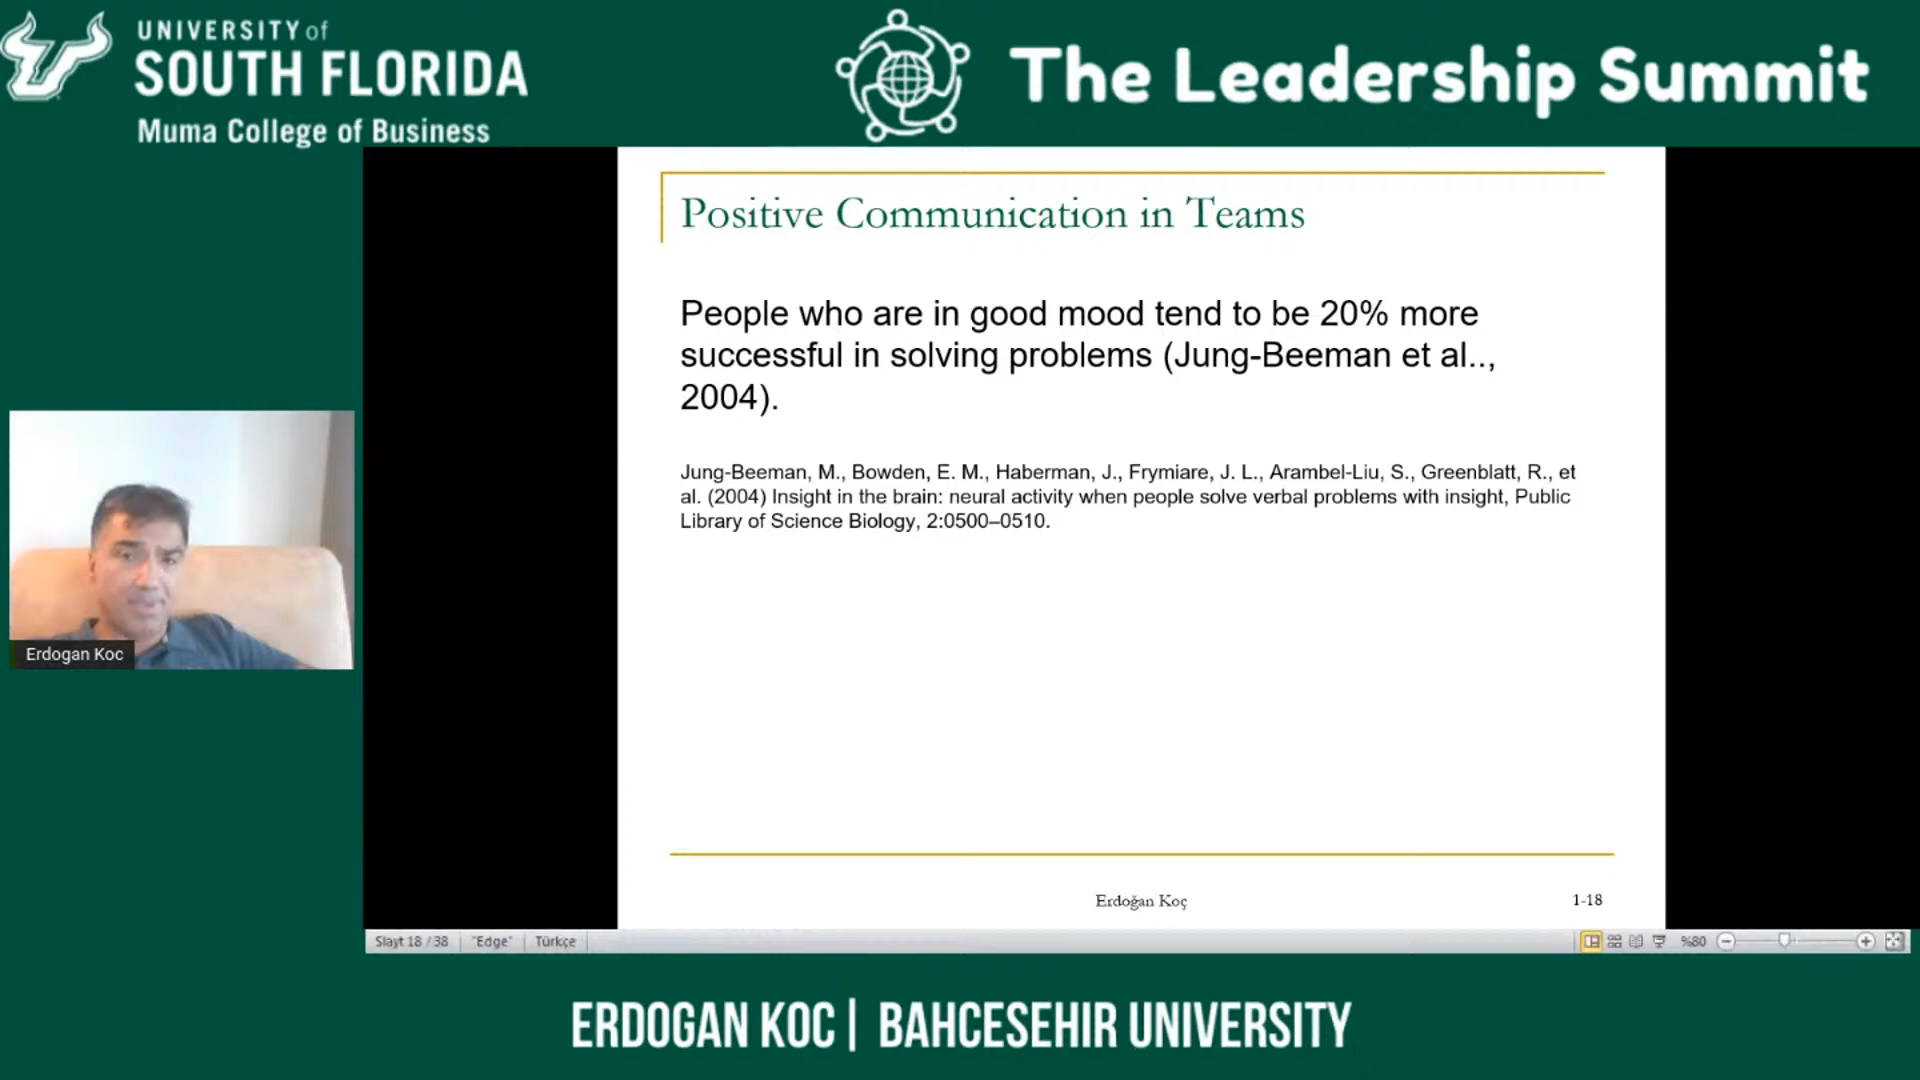 UNIVERSITY of
SOUTH FLORIDA
Muma College of Business
The Leadership Summit
Positive Communication in Teams
People who are in good mood tend to be 20% more
successful in solving problems (Jung-Beeman et al..,
2004).
Jung-Beeman, M., Bowden, E. M., Haberman, J., Frymiare, J. L., Arambel-Liu, S., Greenblatt, R., et
al. (2004) Insight in the brain: neural activity when people solve verbal problems with insight, Public
Library of Science Biology, 2:0500–0510.
Erdogan Koc
Erdoğan Koç
1-18
Slayt 18 / 38
"Edge"
Türkçe
%80
ERDOGAN KOC | BAHCESEHIR UNIVERSITY